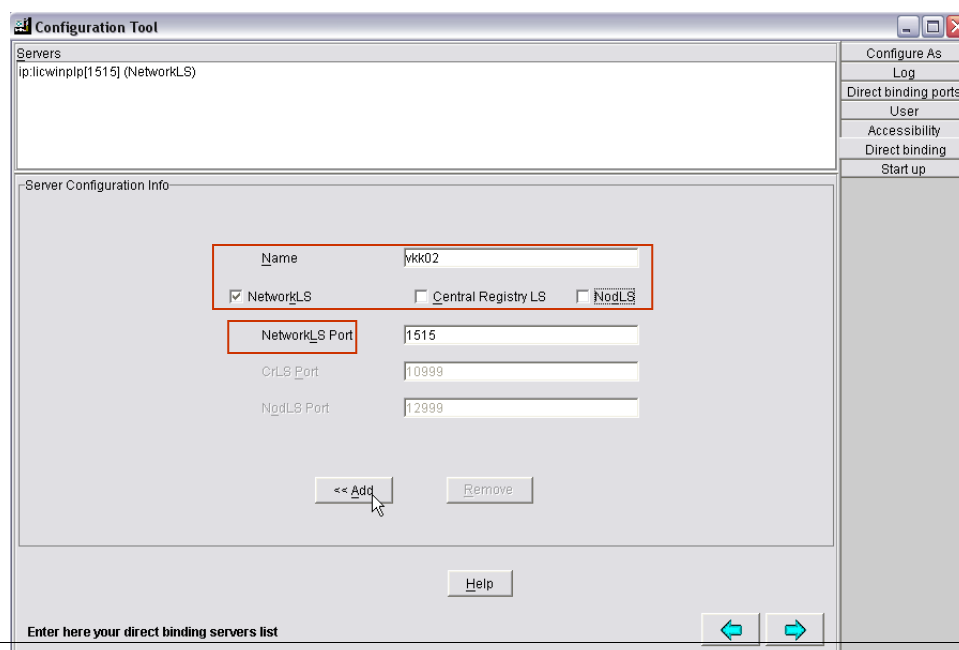 Configuration Tool
Servers
ip:licwinplp[1515] (NetworkLS)
Configure As
Log
Direct binding ports
User
Accessibility
Direct binding
Start up
Server Configuration Info
Name vkk02
NetworkLS Central Registry LS NodLS
NetworkLS Port 1515
CrLS Port 10999
NodLS Port 12999
<< Add Remove
Help
Enter here your direct binding servers list